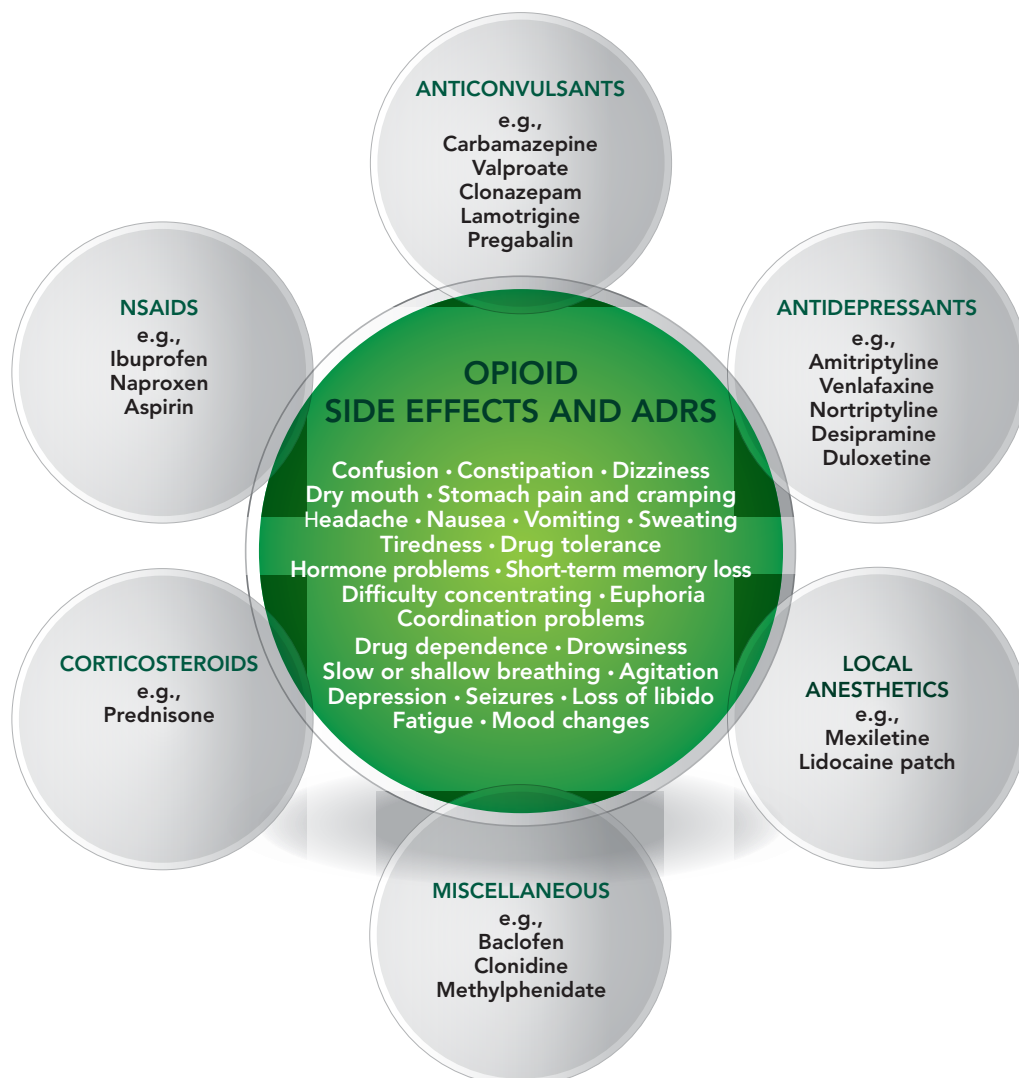 ANTICONVULSANTS
e.g.,
Carbamazepine
Valproate
Clonazepam
Lamotrigine
Pregabalin
NSAIDS
e.g.,
Ibuprofen
Naproxen
Aspirin
ANTIDEPRESSANTS
e.g.,
Amitriptyline
Venlafaxine
Nortriptyline
Desipramine
Duloxetine
OPIOID
SIDE EFFECTS AND ADRS
Confusion • Constipation • Dizziness
Dry mouth • Stomach pain and cramping
Headache • Nausea • Vomiting • Sweating
Tiredness • Drug tolerance
Hormone problems • Short-term memory loss
Difficulty concentrating • Euphoria
Coordination problems
Drug dependence • Drowsiness
Slow or shallow breathing • Agitation
Depression • Seizures • Loss of libido
Fatigue • Mood changes
CORTICOSTEROIDS
e.g.,
Prednisone
LOCAL
ANESTHETICS
e.g.,
Mexiletine
Lidocaine patch
MISCELLANEOUS
e.g.,
Baclofen
Clonidine
Methylphenidate